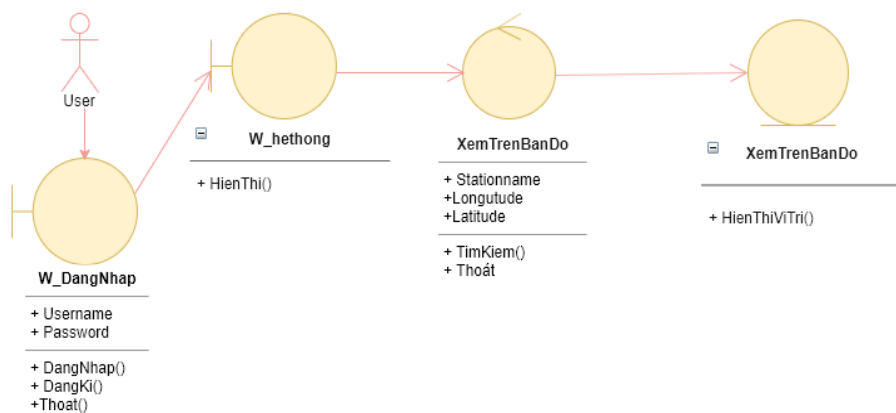 User
W_DangNhap
+ Username
+ Password
+ DangNhap()
+ DangKi()
+Thoat()
W_hethong
+ HienThi()
XemTrenBanDo
+ Stationname
+Longutude
+Latitude
+ TimKiem()
+ Thoát
XemTrenBanDo
+ HienThiViTri()